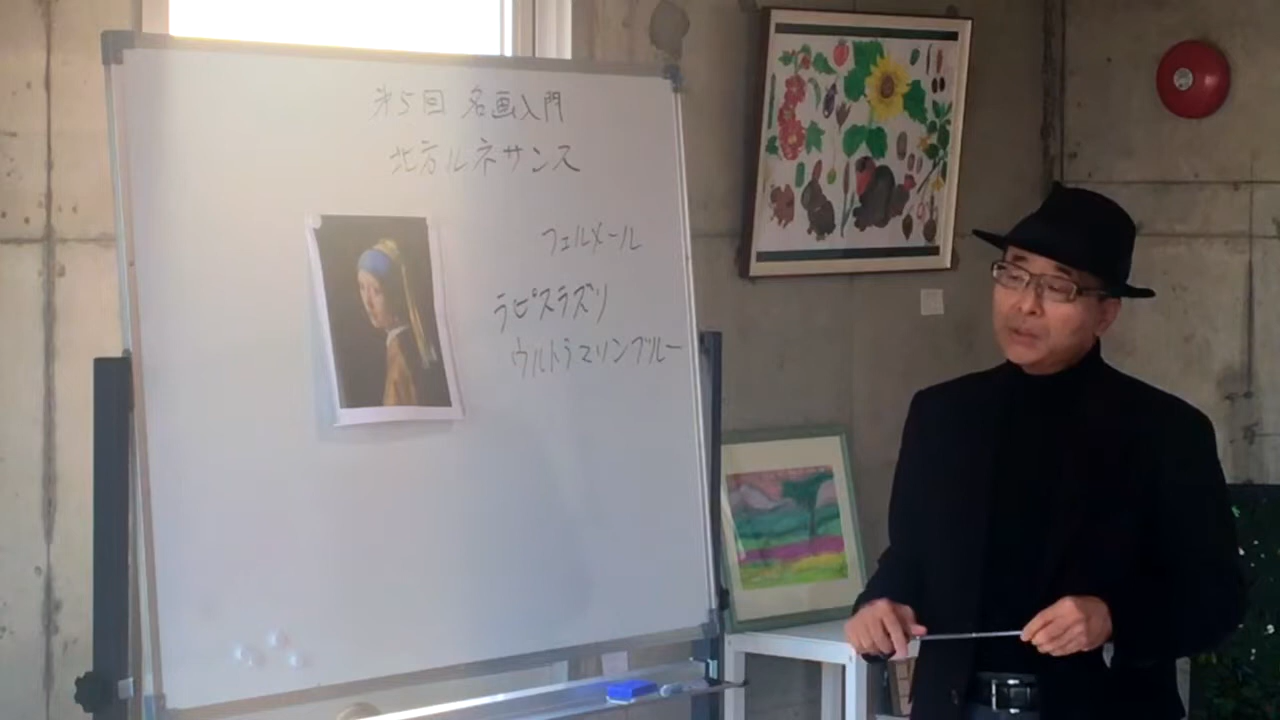 第5回 名画入門
北方ルネサンス
フェルメール
ラピスラズリ
ウルトラマリンブルー